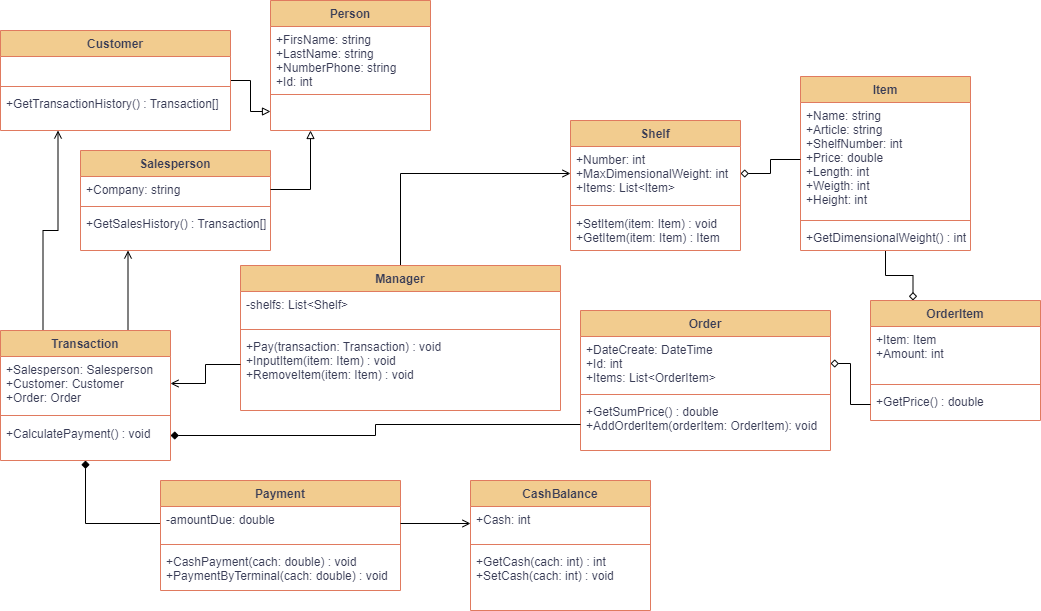 Person
+FirsName: string
+LastName: string
+NumberPhone: string
+Id: int
Customer
+GetTransactionHistory() : Transaction[]
Salesperson
+Company: string
+GetSalesHistory() : Transaction[]
Shelf
+Number: int
+MaxDimensionalWeight: int
+Items: List<Item>
+SetItem(item: Item) : void
+GetItem(item: Item) : Item
Item
+Name: string
+Article: string
+ShelfNumber: int
+Price: double
+Length: int
+Weigth: int
+Height: int
+GetDimensionalWeight() : int
Manager
-shelfs: List<Shelf>
+Pay(transaction: Transaction) : void
+InputItem(item: Item) : void
+RemoveItem(item: Item) : void
Transaction
+Salesperson: Salesperson
+Customer: Customer
+Order: Order
+CalculatePayment() : void
Order
+DateCreate: DateTime
+Id: int
+Items: List<OrderItem>
+GetSumPrice() : double
+AddOrderItem(orderItem: OrderItem): void
OrderItem
+Item: Item
+Amount: int
+GetPrice() : double
Payment
-amountDue: double
+CashPayment(cach: double) : void
+PaymentByTerminal(cach: double) : void
CashBalance
+Cash: int
+GetCash(cach: int) : int
+SetCash(cach: int) : void